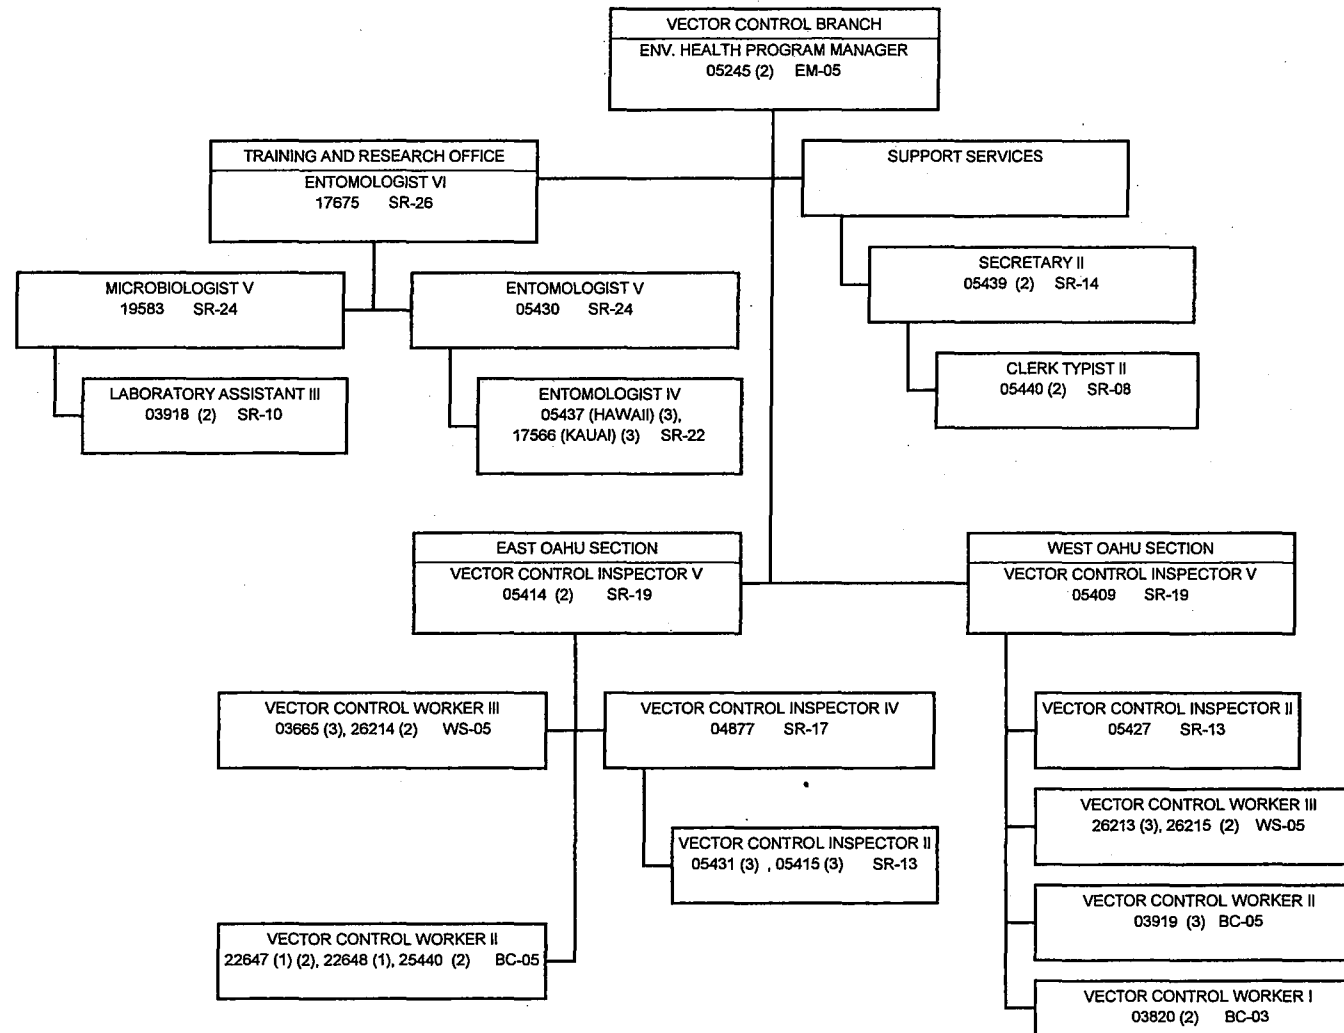 VECTOR CONTROL BRANCH
ENV. HEALTH PROGRAM MANAGER
05245 (2) EM-05
TRAINING AND RESEARCH OFFICE
ENTOMOLOGIST VI
17675 SR-26
SUPPORT SERVICES
MICROBIOLOGIST V
19583 SR-24
ENTOMOLOGIST V
05430 SR-24
SECRETARY II
05439 (2) SR-14
LABORATORY ASSISTANT III
03918 (2) SR-10
ENTOMOLOGIST IV
05437 (HAWAII) (3),
17566 (KAUAI) (3) SR-22
CLERK TYPIST II
05440 (2) SR-08
EAST OAHU SECTION
VECTOR CONTROL INSPECTOR V
05414 (2) SR-19
WEST OAHU SECTION
VECTOR CONTROL INSPECTOR V
05409 SR-19
VECTOR CONTROL WORKER III
03665 (3), 26214 (2) WS-05
VECTOR CONTROL INSPECTOR IV
04877 SR-17
VECTOR CONTROL INSPECTOR II
05431 (3) , 05415 (3) SR-13
VECTOR CONTROL WORKER II
22647 (1) (2), 22648 (1), 25440 (2) BC-05
VECTOR CONTROL INSPECTOR II
05427 SR-13
VECTOR CONTROL WORKER III
26213 (3), 26215 (2) WS-05
VECTOR CONTROL WORKER II
03919 (3) BC-05
VECTOR CONTROL WORKER I
03820 (2) BC-03